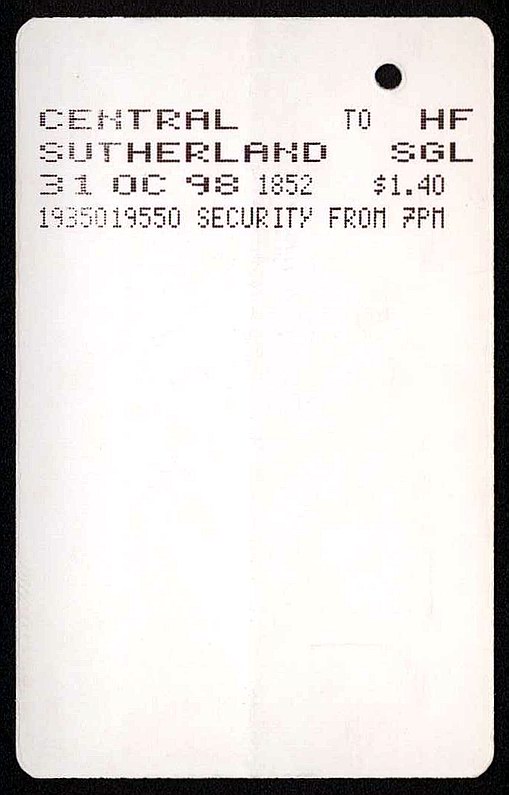 CENTRAL TO HF
SUTHERLAND SGL
31 OC 98 1852 $1.40
1935019550 SECURITY FROM 7PM